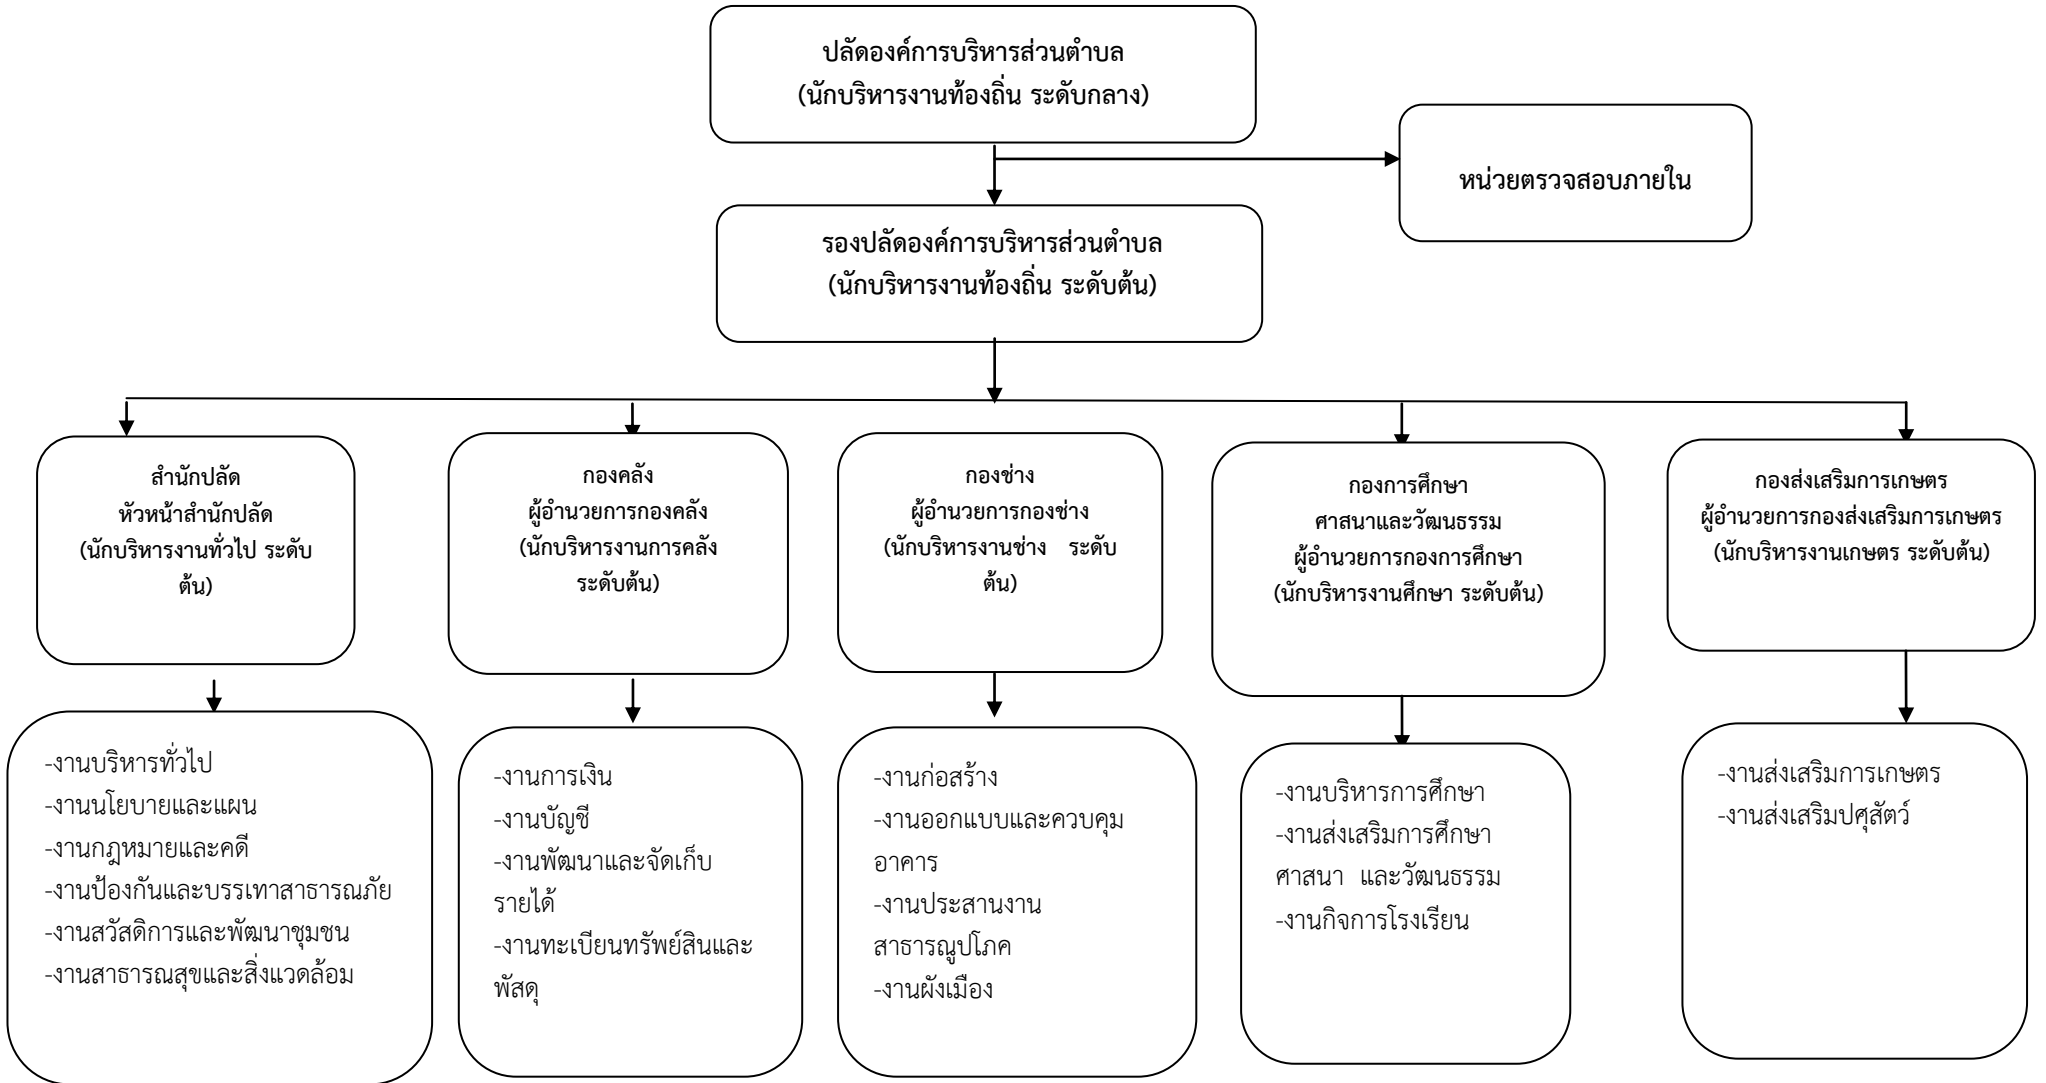 ปลัดองค์การบริหารส่วนตำบล
(นักบริหารงานท้องถิ่น ระดับกลาง)
หน่วยตรวจสอบภายใน
รองปลัดองค์การบริหารส่วนตำบล
(นักบริหารงานท้องถิ่น ระดับต้น)
สำนักปลัด
หัวหน้าสำนักปลัด
(นักบริหารงานทั่วไป ระดับ
ต้น)
กองคลัง
ผู้อำนวยการกองคลัง
(นักบริหารงานการคลัง
ระดับต้น)
กองช่าง
ผู้อำนวยการกองช่าง
(นักบริหารงานช่าง ระดับ
ต้น)
กองการศึกษา
ศาสนาและวัฒนธรรม
ผู้อำนวยการกองการศึกษา
(นักบริหารงานศึกษา ระดับต้น)
กองส่งเสริมการเกษตร
ผู้อำนวยการกองส่งเสริมการเกษตร
(นักบริหารงานเกษตร ระดับต้น)
-งานบริหารทั่วไป
-งานนโยบายและแผน
-งานกฎหมายและคดี
-งานป้องกันและบรรเทาสาธารณภัย
-งานสวัสดิการและพัฒนาชุมชน
-งานสาธารณสุขและสิ่งแวดล้อม
-งานการเงิน
-งานบัญชี
-งานพัฒนาและจัดเก็บ
รายได้
-งานทะเบียนทรัพย์สินและ
พัสดุ
-งานก่อสร้าง
-งานออกแบบและควบคุม
อาคาร
-งานประสานงาน
สาธารณูปโภค
-งานผังเมือง
-งานบริหารการศึกษา
-งานส่งเสริมการศึกษา
ศาสนา และวัฒนธรรม
-งานกิจการโรงเรียน
-งานส่งเสริมการเกษตร
-งานส่งเสริมปศุสัตว์